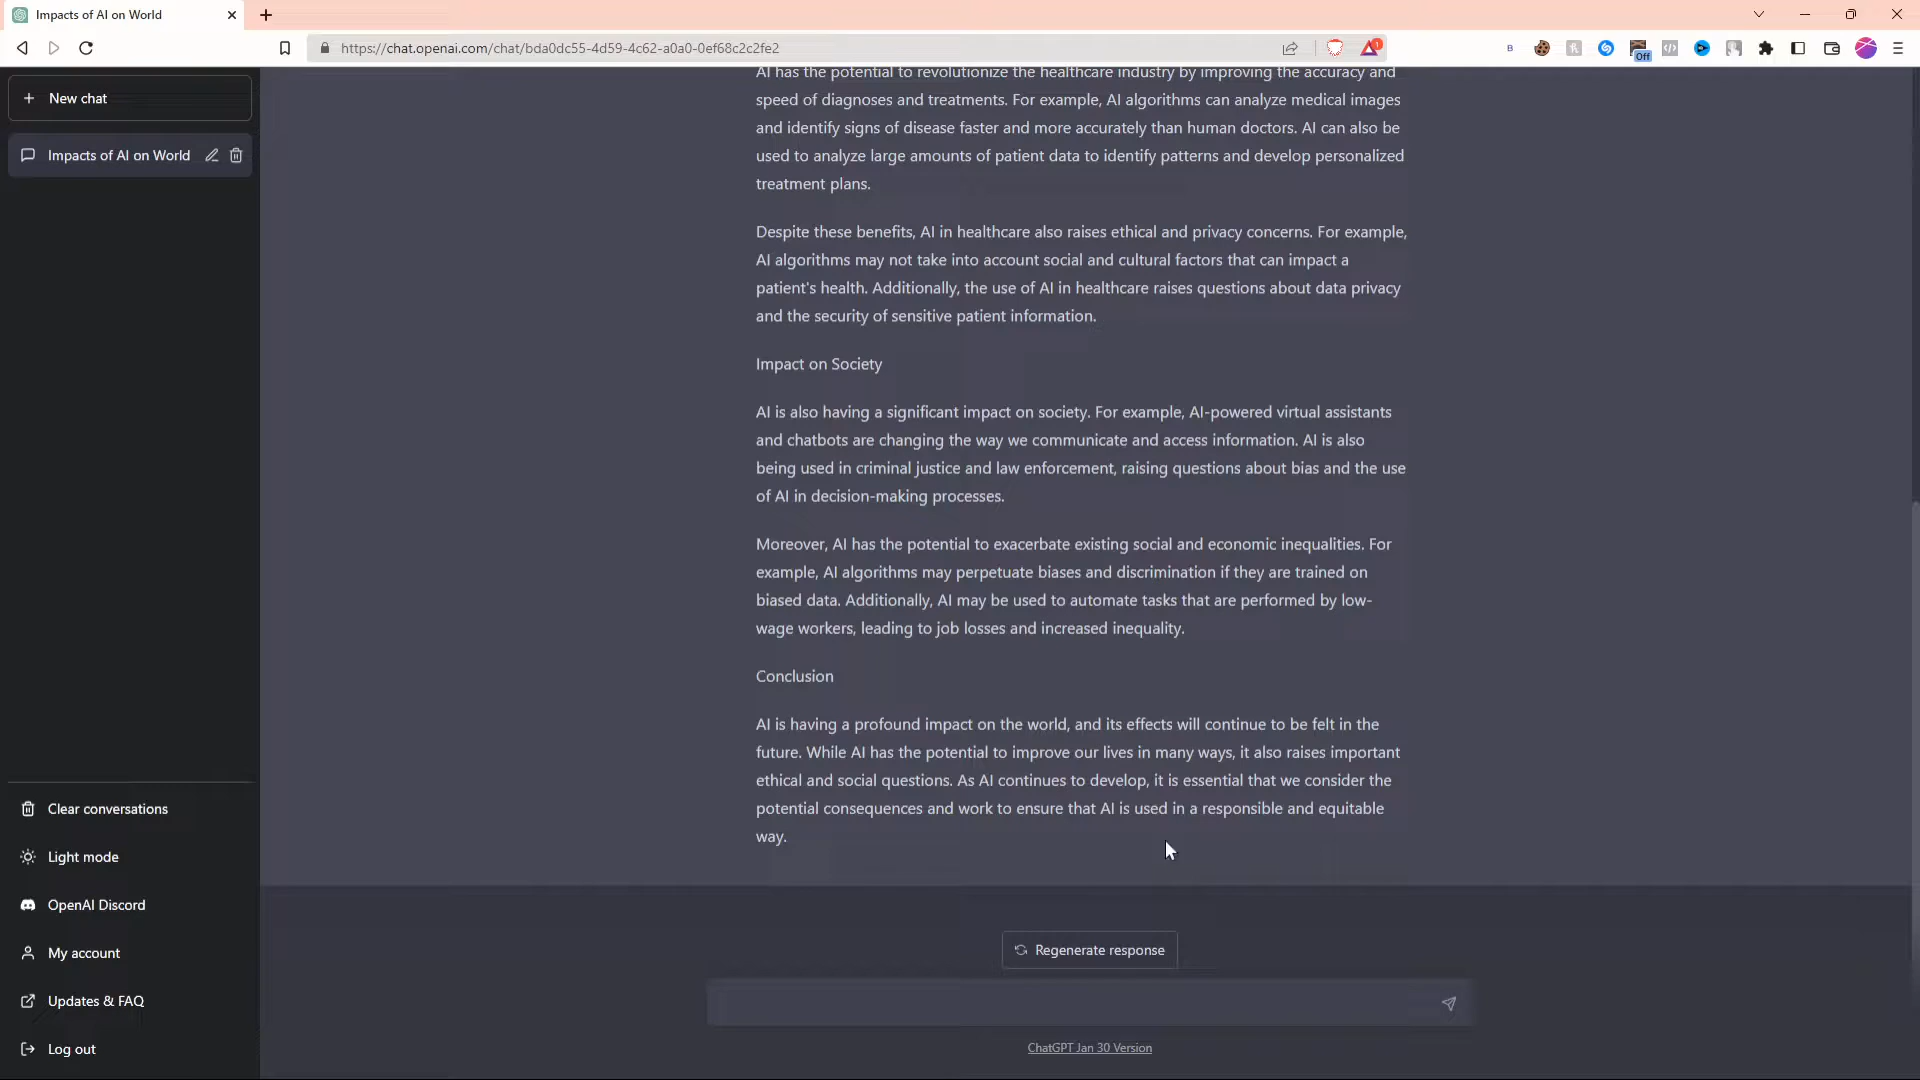 Impacts of AI on World
https://chat.openai.com/chat/bda0dc55-4d59-4c62-a0a0-0ef68c2c2fe2
1
B
Off
New chat
Impacts of AI on World
AI has the potential to revolutionize the healthcare industry by improving the accuracy and
speed of diagnoses and treatments. For example, AI algorithms can analyze medical images
and identify signs of disease faster and more accurately than human doctors. AI can also be
used to analyze large amounts of patient data to identify patterns and develop personalized
treatment plans.
Despite these benefits, AI in healthcare also raises ethical and privacy concerns. For example,
AI algorithms may not take into account social and cultural factors that can impact a
patient's health. Additionally, the use of AI in healthcare raises questions about data privacy
and the security of sensitive patient information.
Impact on Society
AI is also having a significant impact on society. For example, AI-powered virtual assistants
and chatbots are changing the way we communicate and access information. AI is also
being used in criminal justice and law enforcement, raising questions about bias and the use
of AI in decision-making processes.
Moreover, AI has the potential to exacerbate existing social and economic inequalities. For
example, AI algorithms may perpetuate biases and discrimination if they are trained on
biased data. Additionally, AI may be used to automate tasks that are performed by low-
wage workers, leading to job losses and increased inequality.
Conclusion
AI is having a profound impact on the world, and its effects will continue to be felt in the
future. While AI has the potential to improve our lives in many ways, it also raises important
ethical and social questions. As AI continues to develop, it is essential that we consider the
potential consequences and work to ensure that AI is used in a responsible and equitable
way.
Clear conversations
Light mode
OpenAI Discord
My account
Updates & FAQ
Log out
Regenerate response
ChatGPT Jan 30 Version